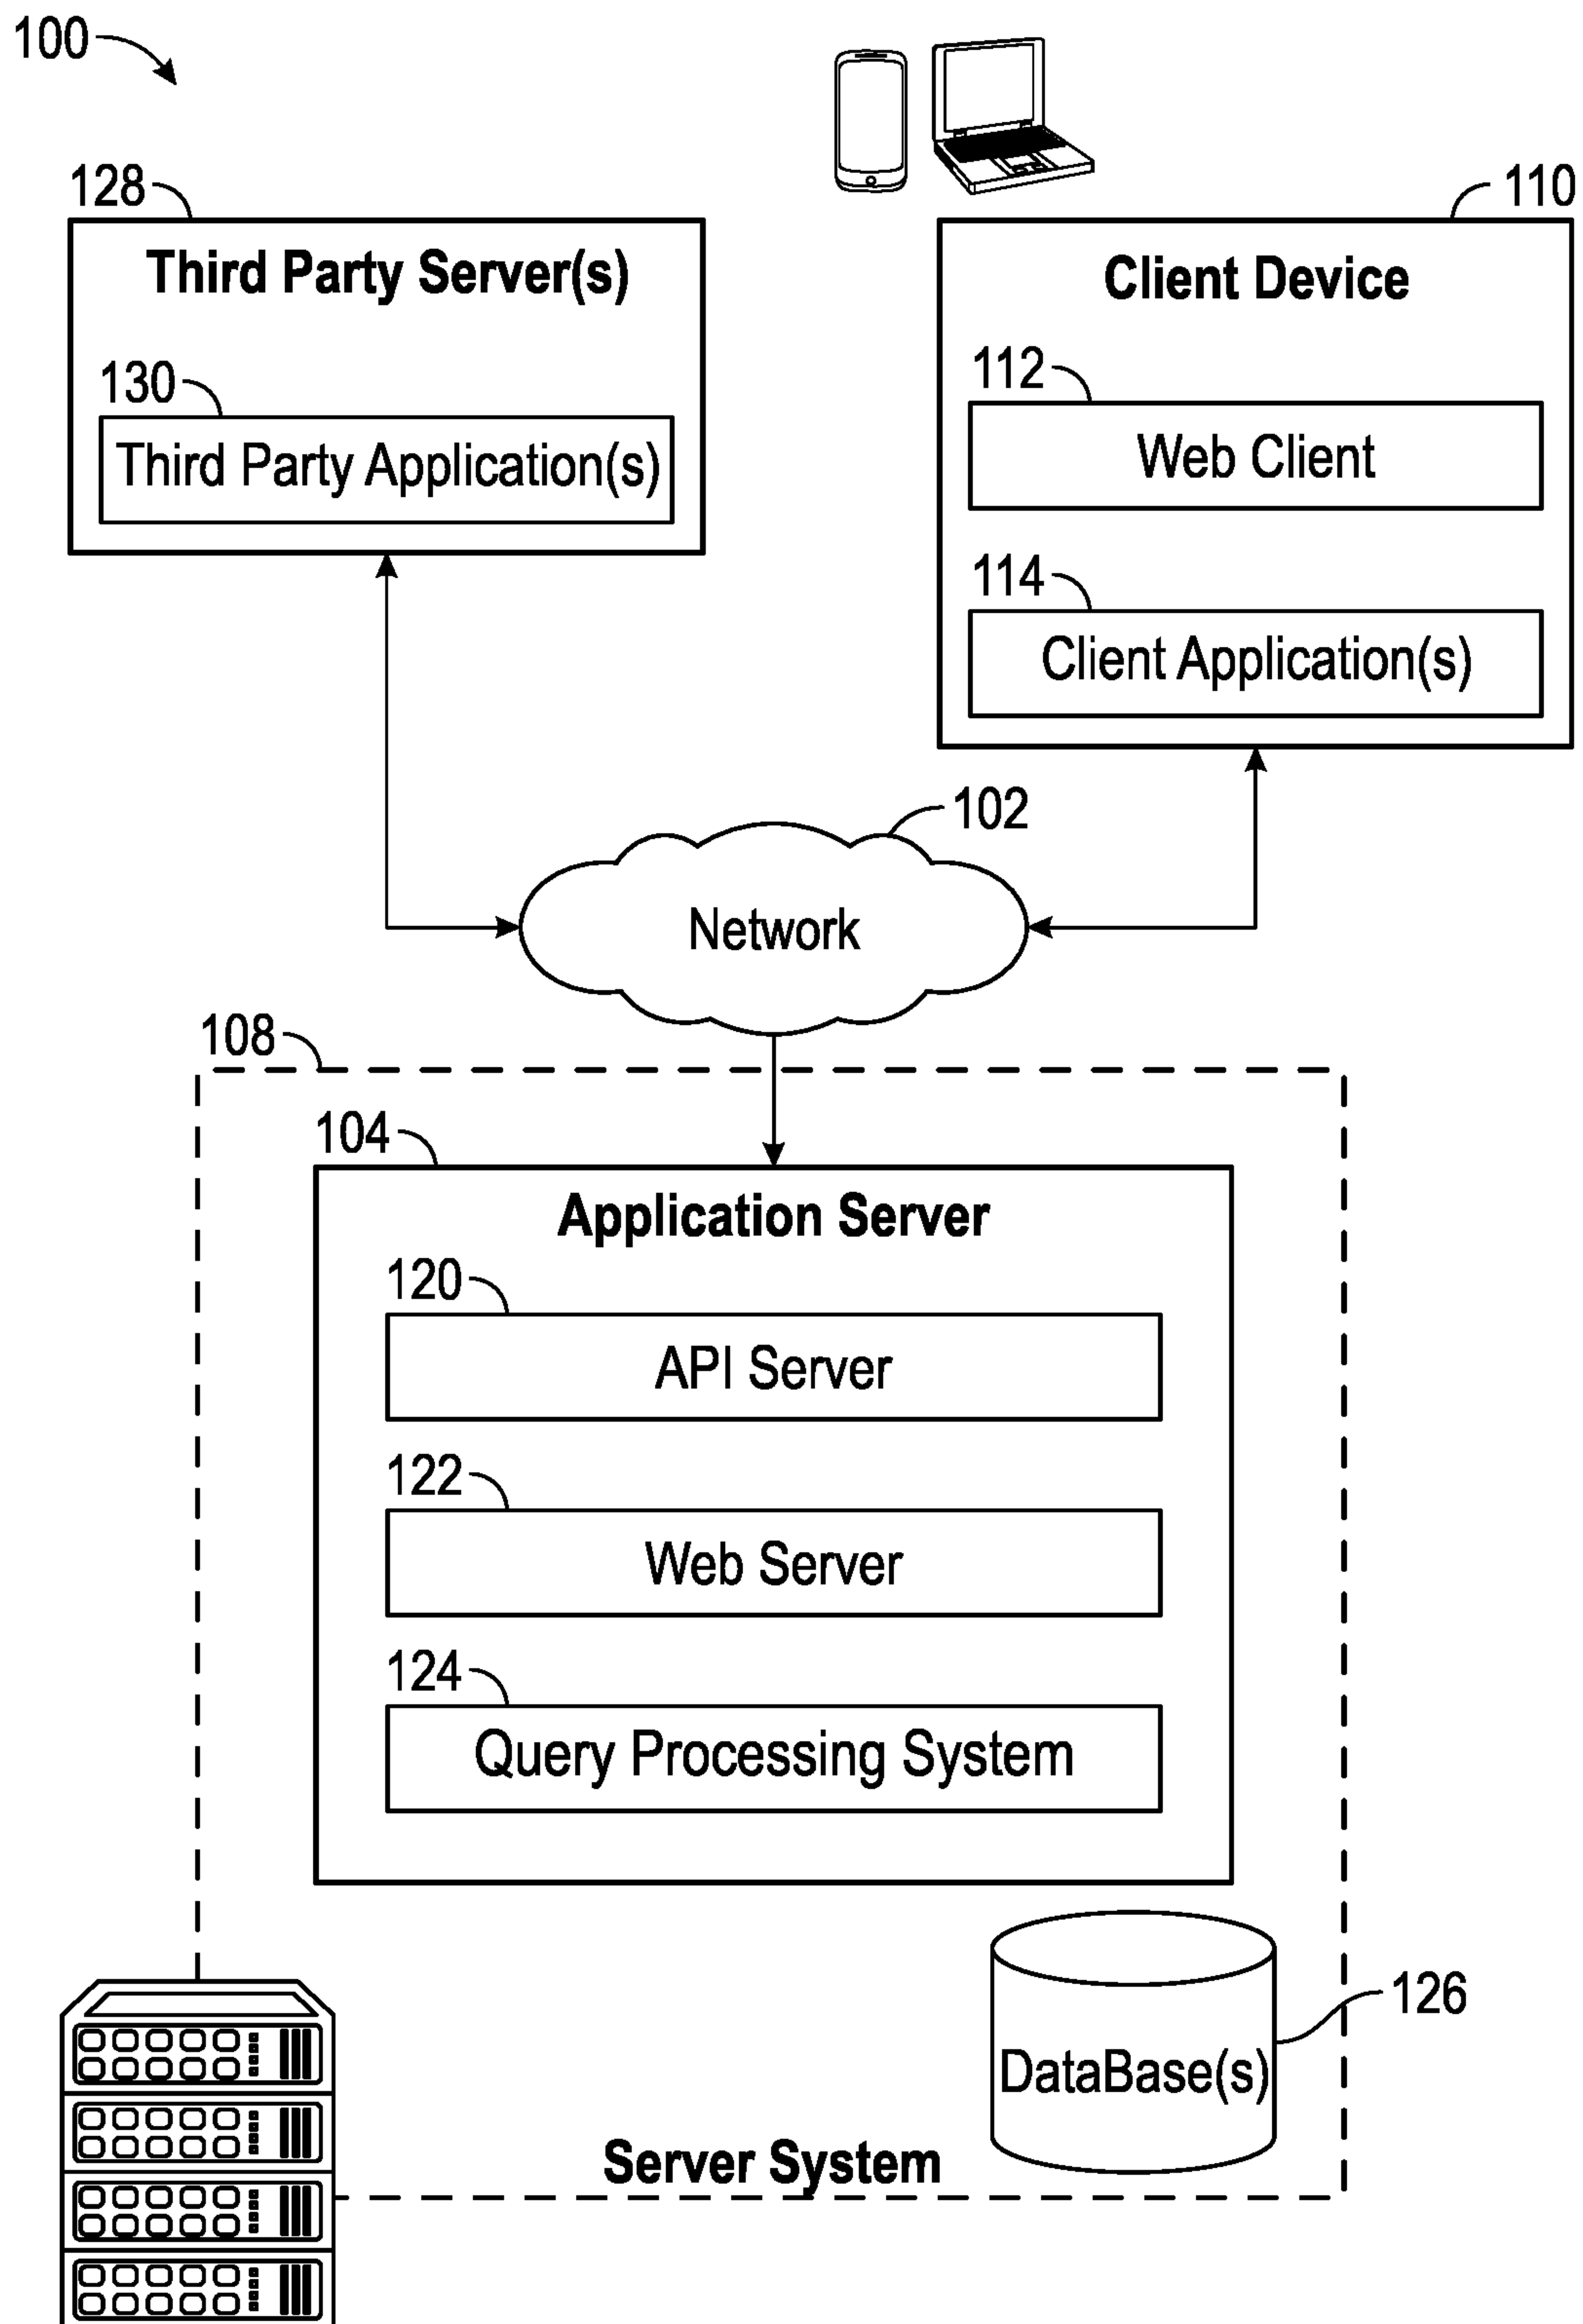 100
128
Third Party Server(s)
130
Third Party Application(s)
110
Client Device
112
Web Client
114
Client Application(s)
102
Network
108
104
Application Server
120
API Server
122
Web Server
124
Query Processing System
126
DataBase(s)
Server System